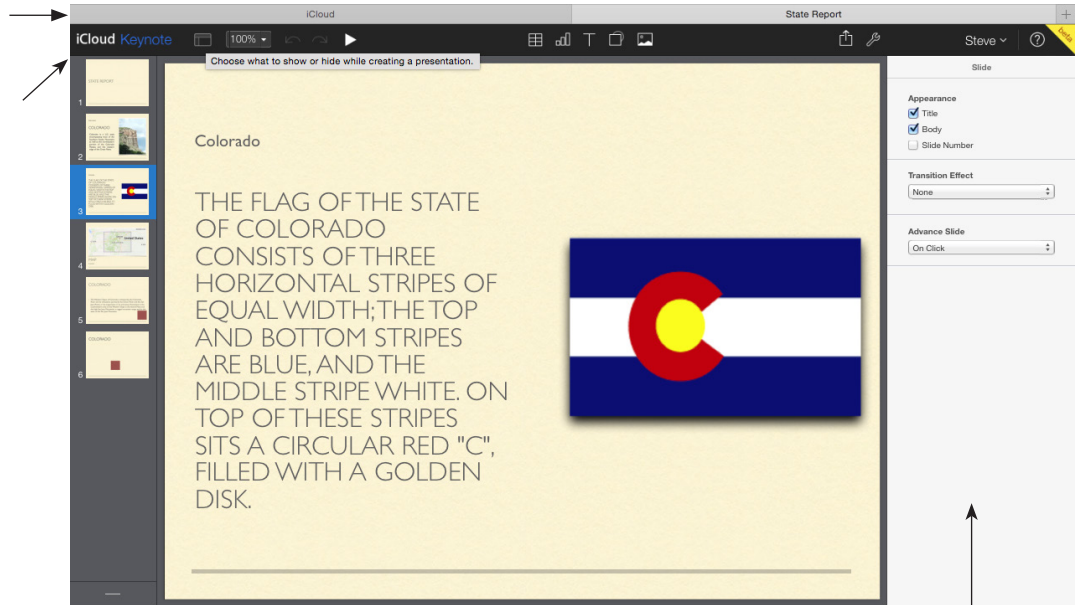 iCloud
State Report
+
iCloud Keynote
100%
Steve
?
beta
Choose what to show or hide while creating a presentation.
1
COLORADO
2
3
4
5
COLORADO
6
COLORADO
Colorado
THE FLAG OF THE STATE
OF COLORADO
CONSISTS OF THREE
HORIZONTAL STRIPES OF
EQUAL WIDTH; THE TOP
AND BOTTOM STRIPES
ARE BLUE, AND THE
MIDDLE STRIPE WHITE. ON
TOP OF THESE STRIPES
SITS A CIRCULAR RED "C",
FILLED WITH A GOLDEN
DISK.
Slide
Appearance
Title
Body
Slide Number
Transition Effect
None
Advance Slide
On Click